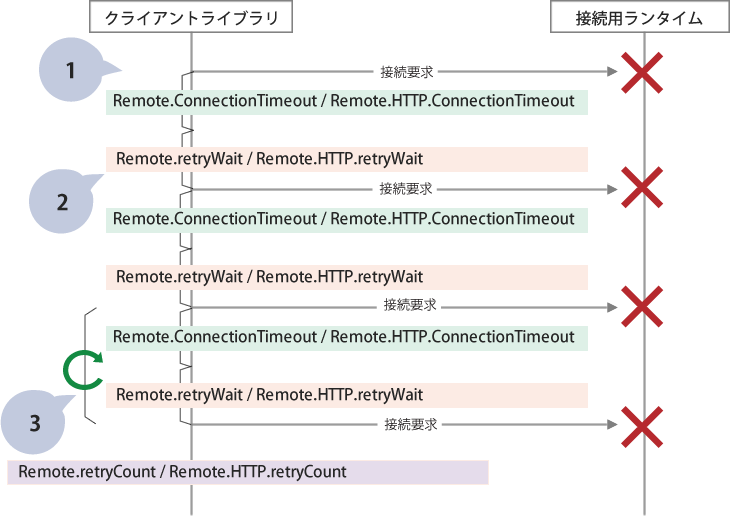 クライアントライブラリ
接続用ランタイム
1
接続要求
Remote.ConnectionTimeout / Remote.HTTP.ConnectionTimeout
Remote.retryWait / Remote.HTTP.retryWait
2
接続要求
Remote.ConnectionTimeout / Remote.HTTP.ConnectionTimeout
Remote.retryWait / Remote.HTTP.retryWait
接続要求
Remote.ConnectionTimeout / Remote.HTTP.ConnectionTimeout
Remote.retryWait / Remote.HTTP.retryWait
3
接続要求
Remote.retryCount / Remote.HTTP.retryCount